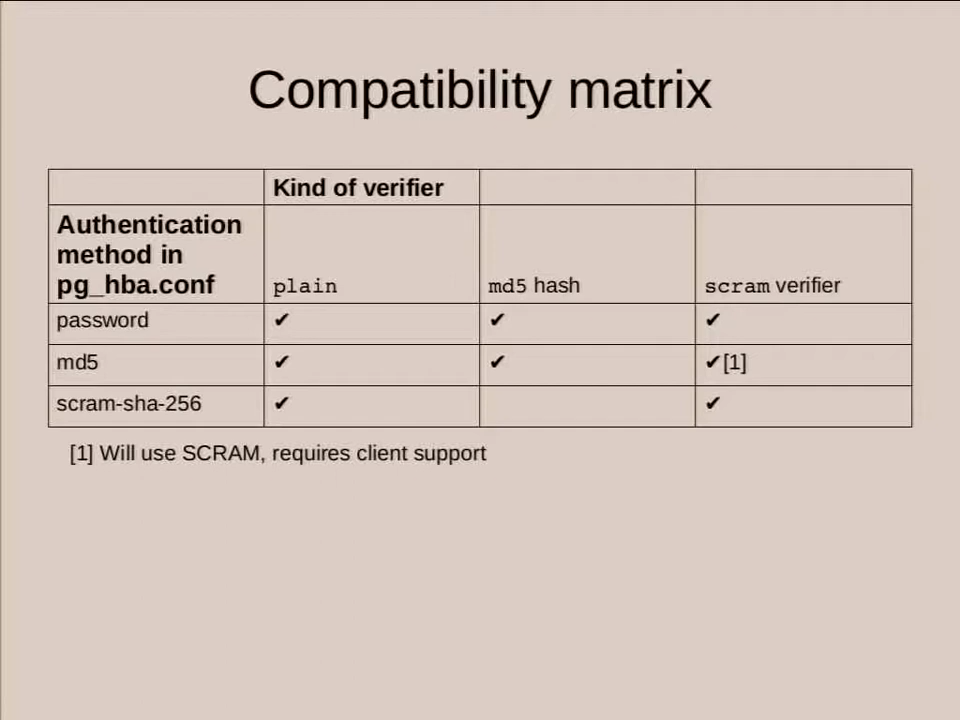 Compatibility matrix
Kind of verifier
Authentication
method in
pg_hba.conf
plain
md5 hash
scram verifier
password ✔ ✔ ✔
md5 ✔ ✔ ✔[1]
scram-sha-256 ✔ ✔
[1] Will use SCRAM, requires client support